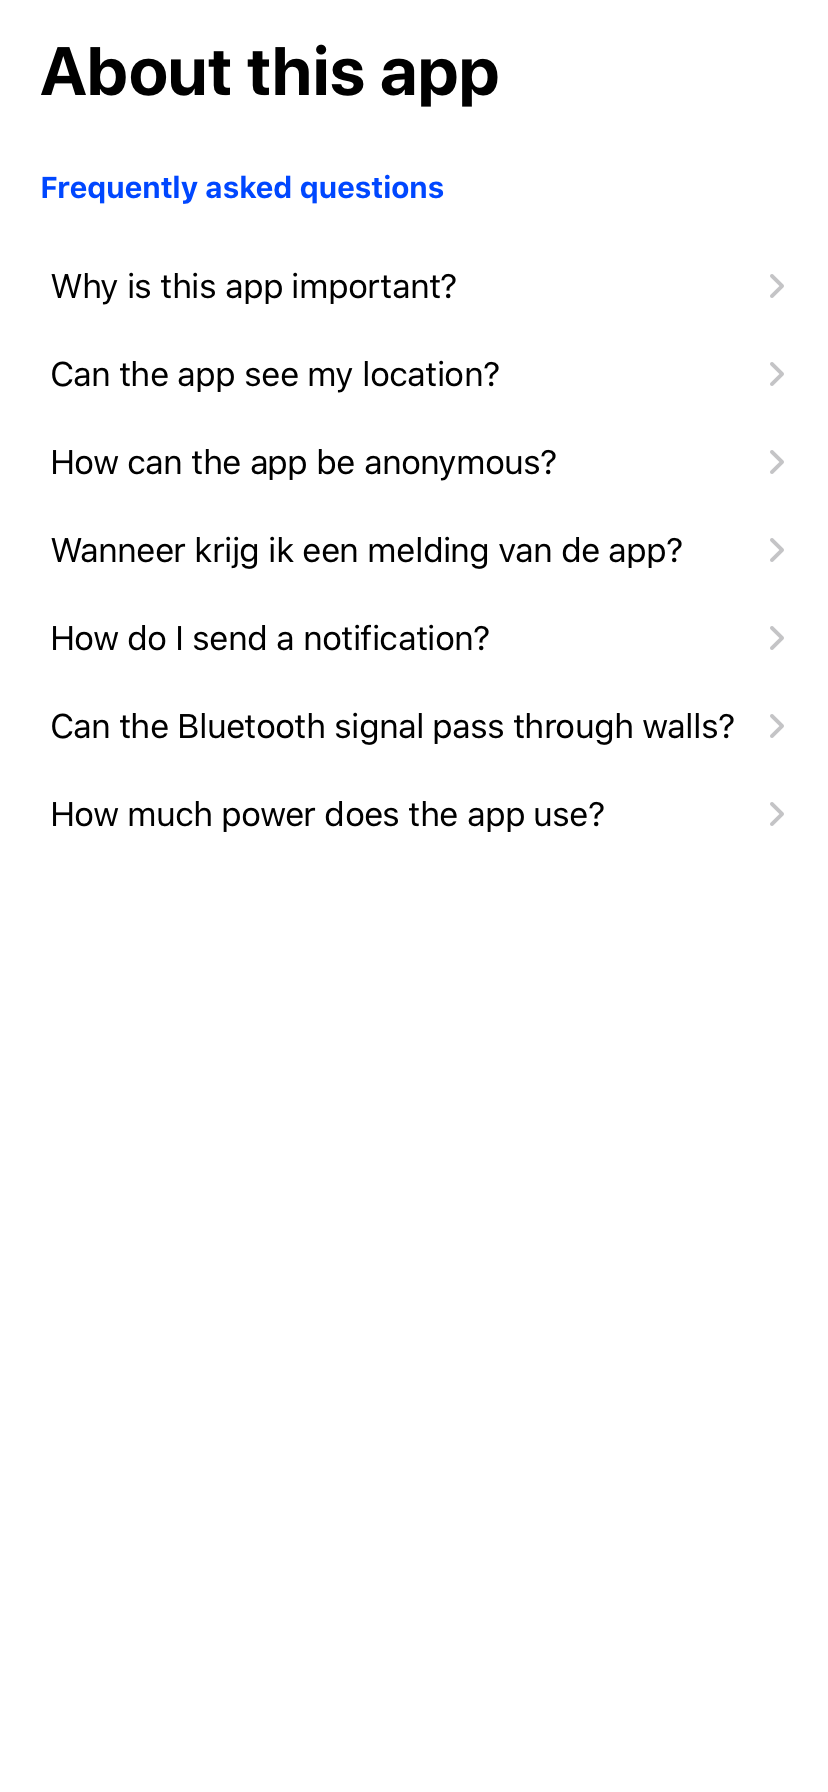 About this app
Frequently asked questions
Why is this app important?
Can the app see my location?
How can the app be anonymous?
Wanneer krijg ik een melding van de app?
How do I send a notification?
Can the Bluetooth signal pass through walls?
How much power does the app use?